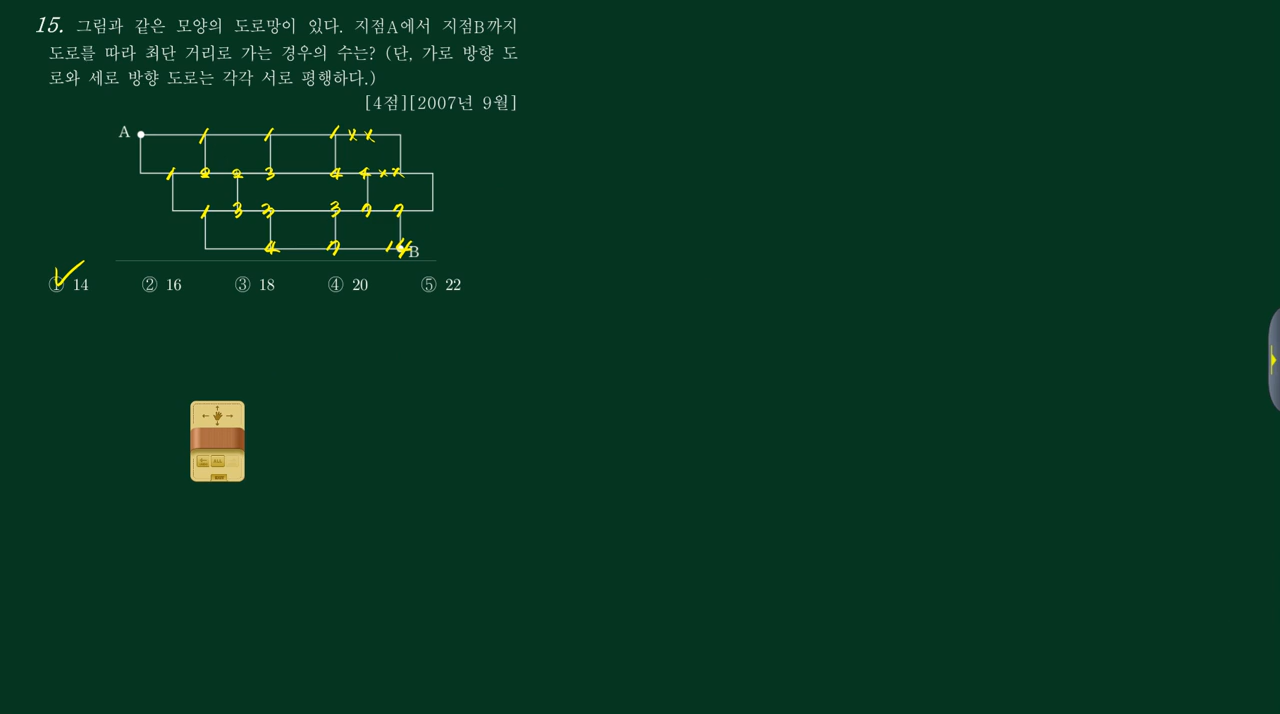 15. 그림과 같은 모양의 도로망이 있다. 지점A에서 지점B까지
도로를 따라 최단 거리로 가는 경우의 수는? (단, 가로 방향 도
로와 세로 방향 도로는 각각 서로 평행하다.)
[4점][2007년 9월]
A
1 1 1 x x
1 2 2 3 4 4 x x
1 3 3 3 7 7
4 7 14
B
① 14 ② 16 ③ 18 ④ 20 ⑤ 22
ALL